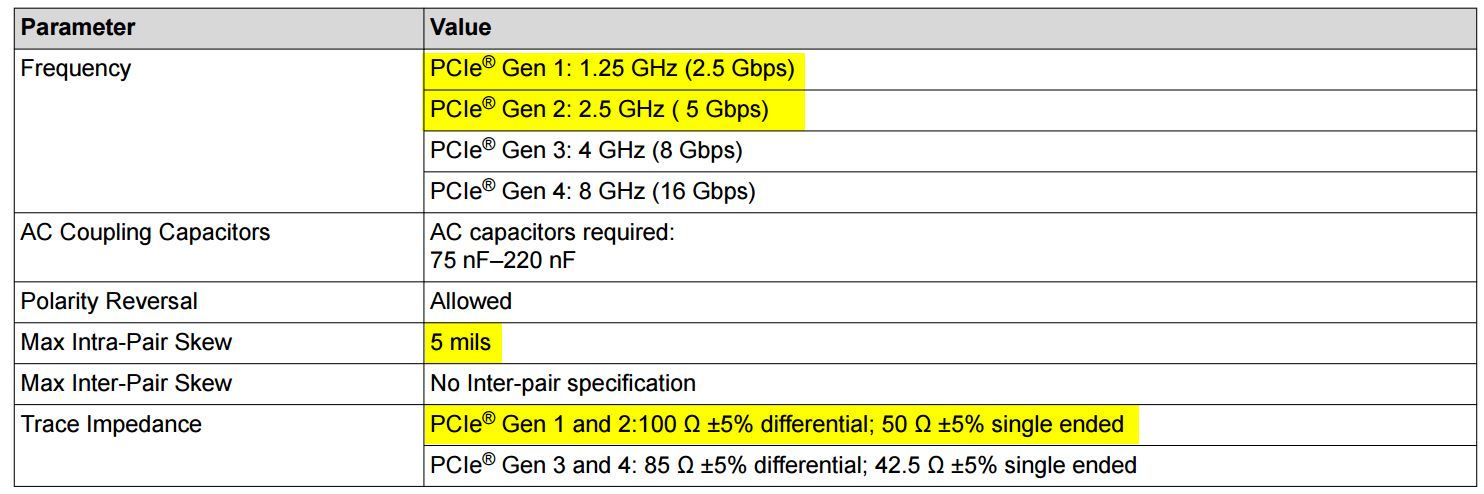 Parameter Value
Frequency PCIe® Gen 1: 1.25 GHz (2.5 Gbps)
PCIe® Gen 2: 2.5 GHz ( 5 Gbps)
PCIe® Gen 3: 4 GHz (8 Gbps)
PCIe® Gen 4: 8 GHz (16 Gbps)
AC Coupling Capacitors AC capacitors required:
75 nF–220 nF
Polarity Reversal Allowed
Max Intra-Pair Skew 5 mils
Max Inter-Pair Skew No Inter-pair specification
Trace Impedance PCIe® Gen 1 and 2:100 Ω ±5% differential; 50 Ω ±5% single ended
PCIe® Gen 3 and 4: 85 Ω ±5% differential; 42.5 Ω ±5% single ended